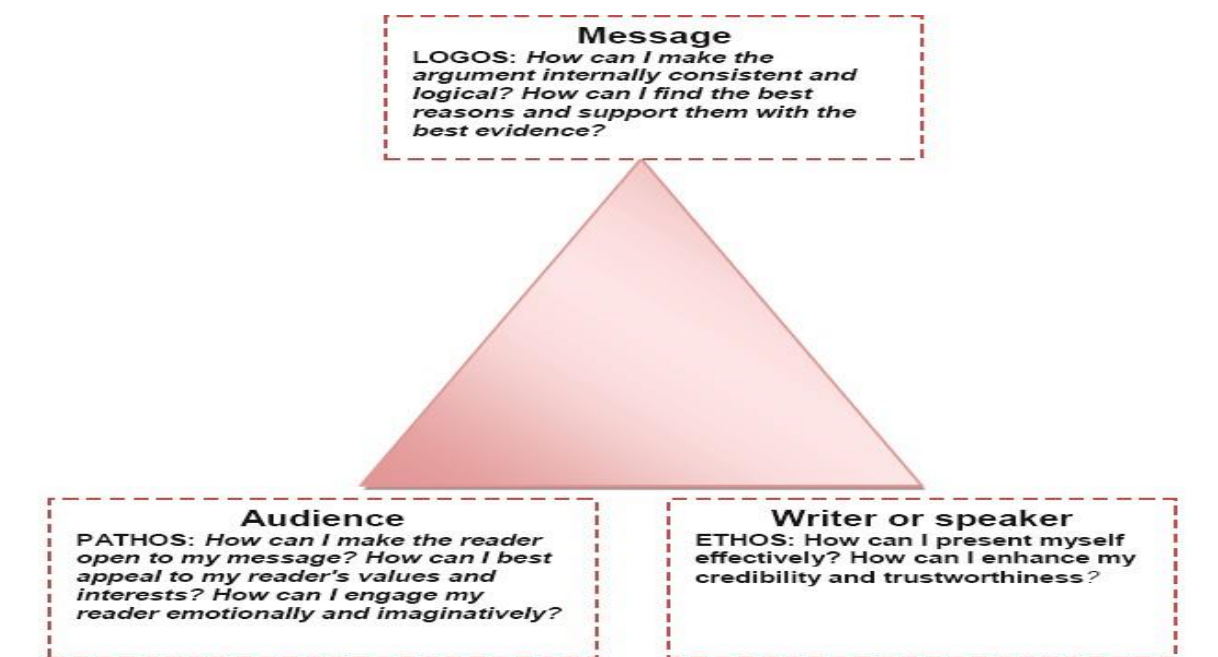 Message
LOGOS: How can I make the
argument internally consistent and
logical? How can I find the best
reasons and support them with the
best evidence?
Audience
PATHOS: How can I make the reader
open to my message? How can I best
appeal to my reader's values and
interests? How can I engage my
reader emotionally and imaginatively?
Writer or speaker
ETHOS: How can I present myself
effectively? How can I enhance my
credibility and trustworthiness?